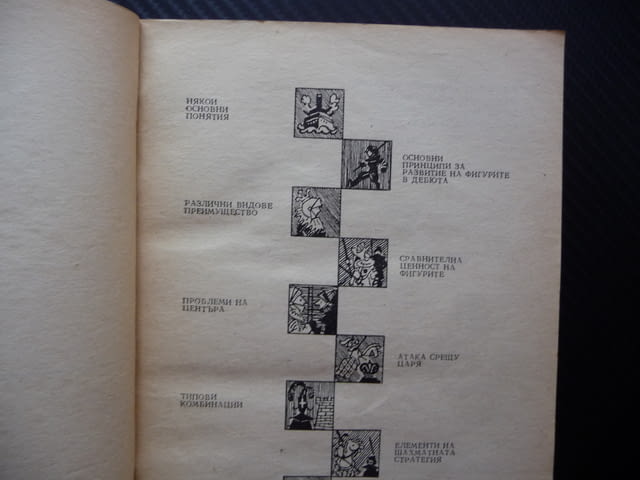 НЯКОИ
ОСНОВНИ
ПОНЯТИЯ
ОСНОВНИ
ПРИНЦИПИ ЗА
РАЗВИТИЕ НА ФИГУРИТЕ
В ДЕБЮТА
РАЗЛИЧНИ ВИДОВЕ
ПРЕИМУЩЕСТВО
СРАВНИТЕЛНА
ЦЕННОСТ НА
ФИГУРИТЕ
ПРОБЛЕМИ НА
ЦЕНТЪРА
АТАКА СРЕЩУ
ЦАРЯ
ТИПОВИ
КОМБИНАЦИИ
ЕЛЕМЕНТИ НА
ШАХМАТНАТА
СТРАТЕГИЯ